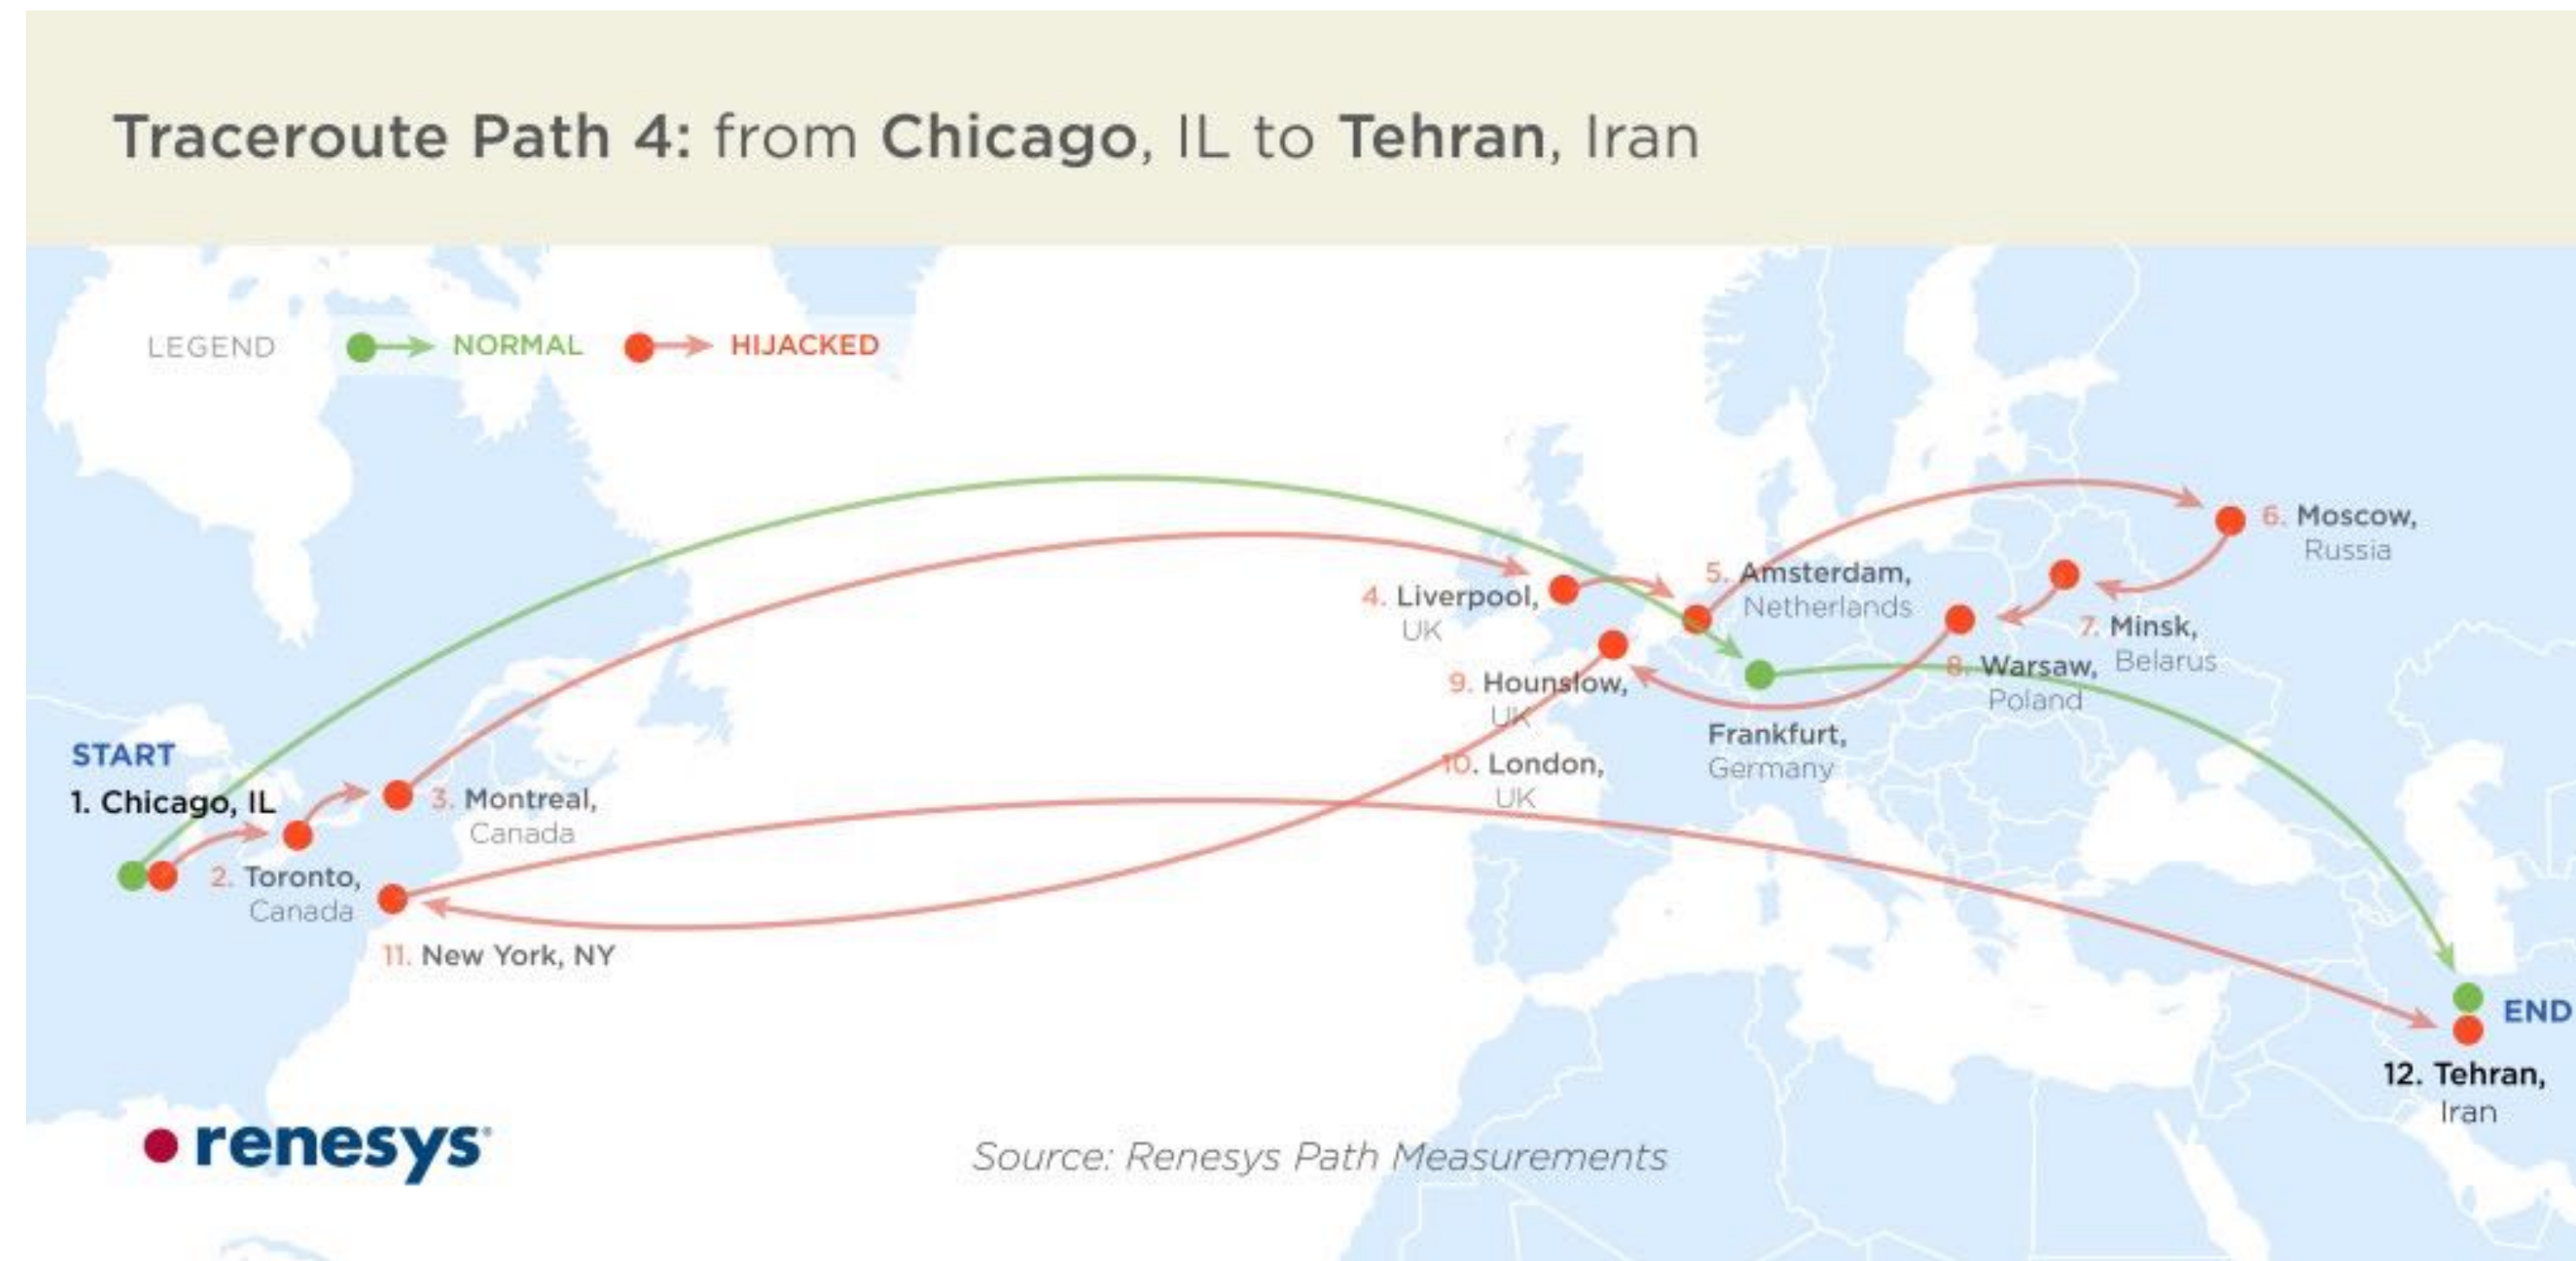 Traceroute Path 4: from Chicago, IL to Tehran, Iran
LEGEND NORMAL HIJACKED
START
1. Chicago, IL
2. Toronto,
Canada
3. Montreal,
Canada
4. Liverpool,
UK
5. Amsterdam,
Netherlands
6. Moscow,
Russia
7. Minsk,
Belarus
8. Warsaw,
Poland
9. Hounslow,
UK
Frankfurt,
Germany
10. London,
UK
11. New York, NY
END
12. Tehran,
Iran
renesys
Source: Renesys Path Measurements